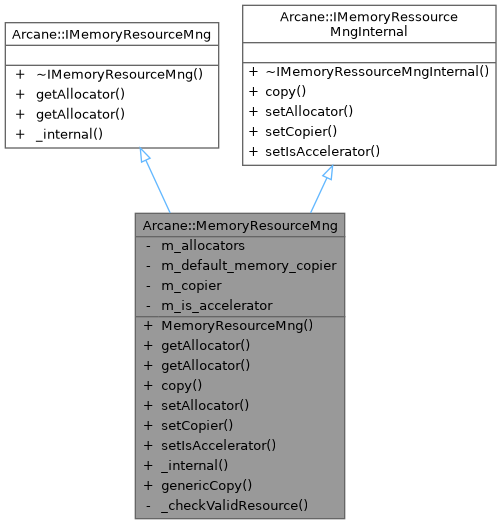 Arcane::IMemoryResourceMng
+ ~IMemoryResourceMng()
+ getAllocator()
+ getAllocator()
+ _internal()
Arcane::IMemoryRessource
MngInternal
+ ~IMemoryRessourceMngInternal()
+ copy()
+ setAllocator()
+ setCopier()
+ setIsAccelerator()
Arcane::MemoryResourceMng
- m_allocators
- m_default_memory_copier
- m_copier
- m_is_accelerator
+ MemoryResourceMng()
+ getAllocator()
+ getAllocator()
+ copy()
+ setAllocator()
+ setCopier()
+ setIsAccelerator()
+ _internal()
+ genericCopy()
- _checkValidResource()